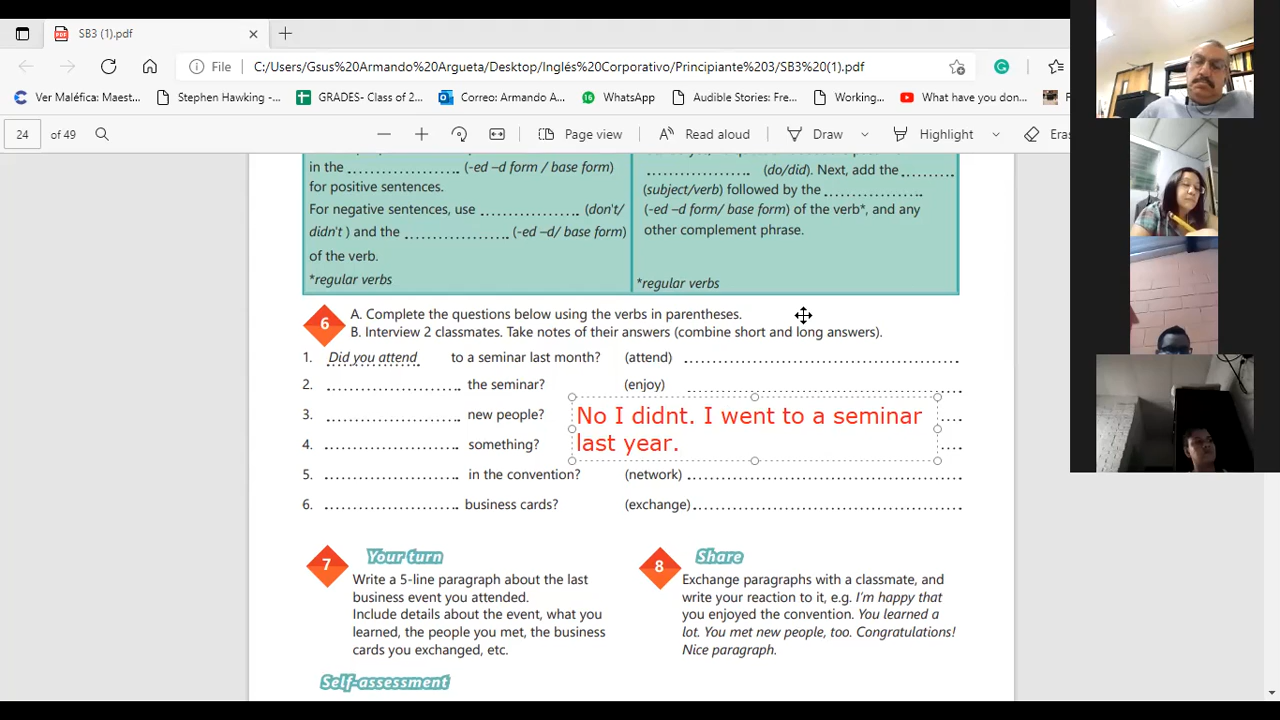 SB3 (1).pdf
File
C:/Users/Gsus%20Armando%20Argueta/Desktop/Inglés%20Corporativo/Principiante%203/SB3%20(1).pdf
Ver Maléfica: Maest...
Stephen Hawking -...
GRADES- Class of 2...
Correo: Armando A...
16 WhatsApp
Audible Stories: Fre...
Working...
What have you don...
24 of 49
Page view
Read aloud
Draw
Highlight
in the .................... (-ed –d form / base form)
for positive sentences.
For negative sentences, use .................... (don't/
didn't ) and the .................... (-ed –d/ base form)
of the verb.
*regular verbs
.................... (do/did). Next, add the ..........
(subject/verb) followed by the ....................
(-ed –d form/ base form) of the verb*, and any
other complement phrase.
*regular verbs
6
A. Complete the questions below using the verbs in parentheses.
B. Interview 2 classmates. Take notes of their answers (combine short and long answers).
1. Did you attend to a seminar last month? (attend) ....................
2. .................... the seminar? (enjoy) ....................
3. .................... new people?
4. .................... something?
No I didnt. I went to a seminar
last year.
5. .................... in the convention? (network) ....................
6. .................... business cards? (exchange) ....................
7 Your turn
Write a 5-line paragraph about the last
business event you attended.
Include details about the event, what you
learned, the people you met, the business
cards you exchanged, etc.
8 Share
Exchange paragraphs with a classmate, and
write your reaction to it, e.g. I'm happy that
you enjoyed the convention. You learned a
lot. You met new people, too. Congratulations!
Nice paragraph.
Self-assessment